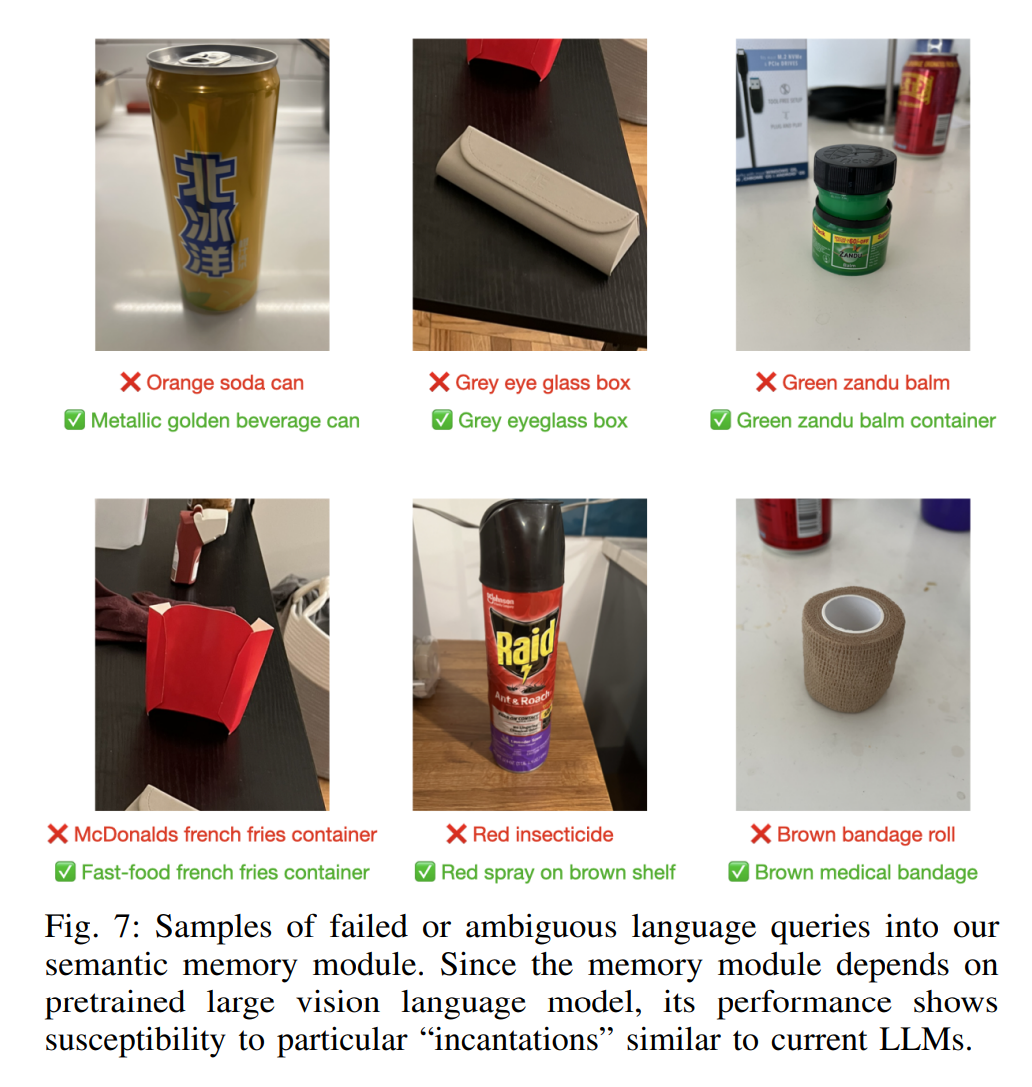 北
冰
洋
ZANDU
Balm
❌ Orange soda can
✅ Metallic golden beverage can
❌ Grey eye glass box
✅ Grey eyeglass box
❌ Green zandu balm
✅ Green zandu balm container
Raid
Ant & Roach
❌ McDonalds french fries container
✅ Fast-food french fries container
❌ Red insecticide
✅ Red spray on brown shelf
❌ Brown bandage roll
✅ Brown medical bandage
Fig. 7: Samples of failed or ambiguous language queries into our
semantic memory module. Since the memory module depends on
pretrained large vision language model, its performance shows
susceptibility to particular “incantations” similar to current LLMs.